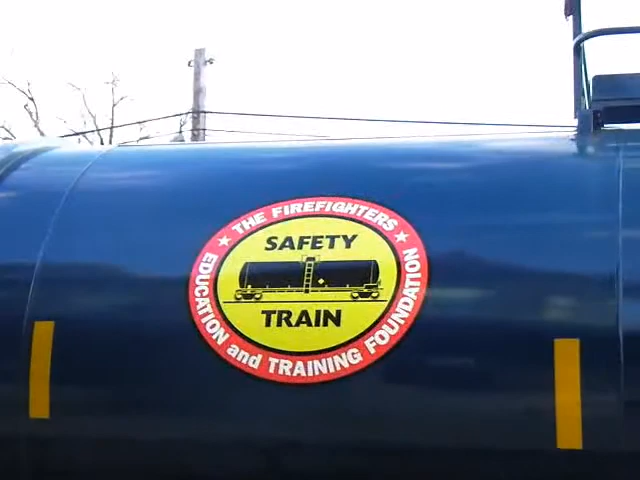 THE FIREFIGHTERS
EDUCATION and TRAINING FOUNDATION
SAFETY
TRAIN